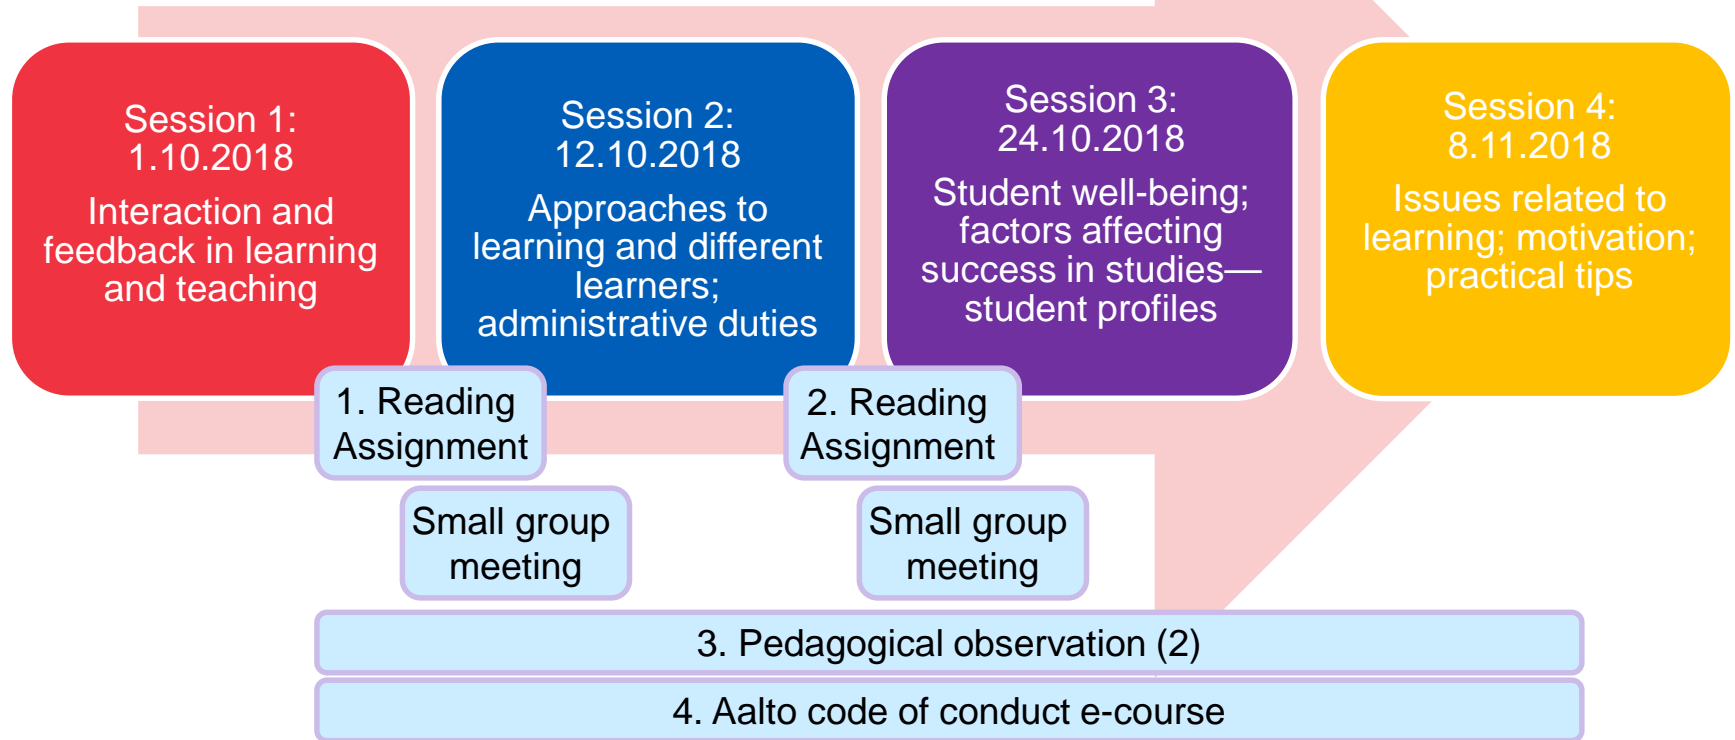 Session 1:
1.10.2018
Interaction and
feedback in learning
and teaching
Session 2:
12.10.2018
Approaches to
learning and different
learners;
administrative duties
Session 3:
24.10.2018
Student well-being;
factors affecting
success in studies—
student profiles
Session 4:
8.11.2018
Issues related to
learning; motivation;
practical tips
1. Reading
Assignment
2. Reading
Assignment
Small group
meeting
Small group
meeting
3. Pedagogical observation (2)
4. Aalto code of conduct e-course